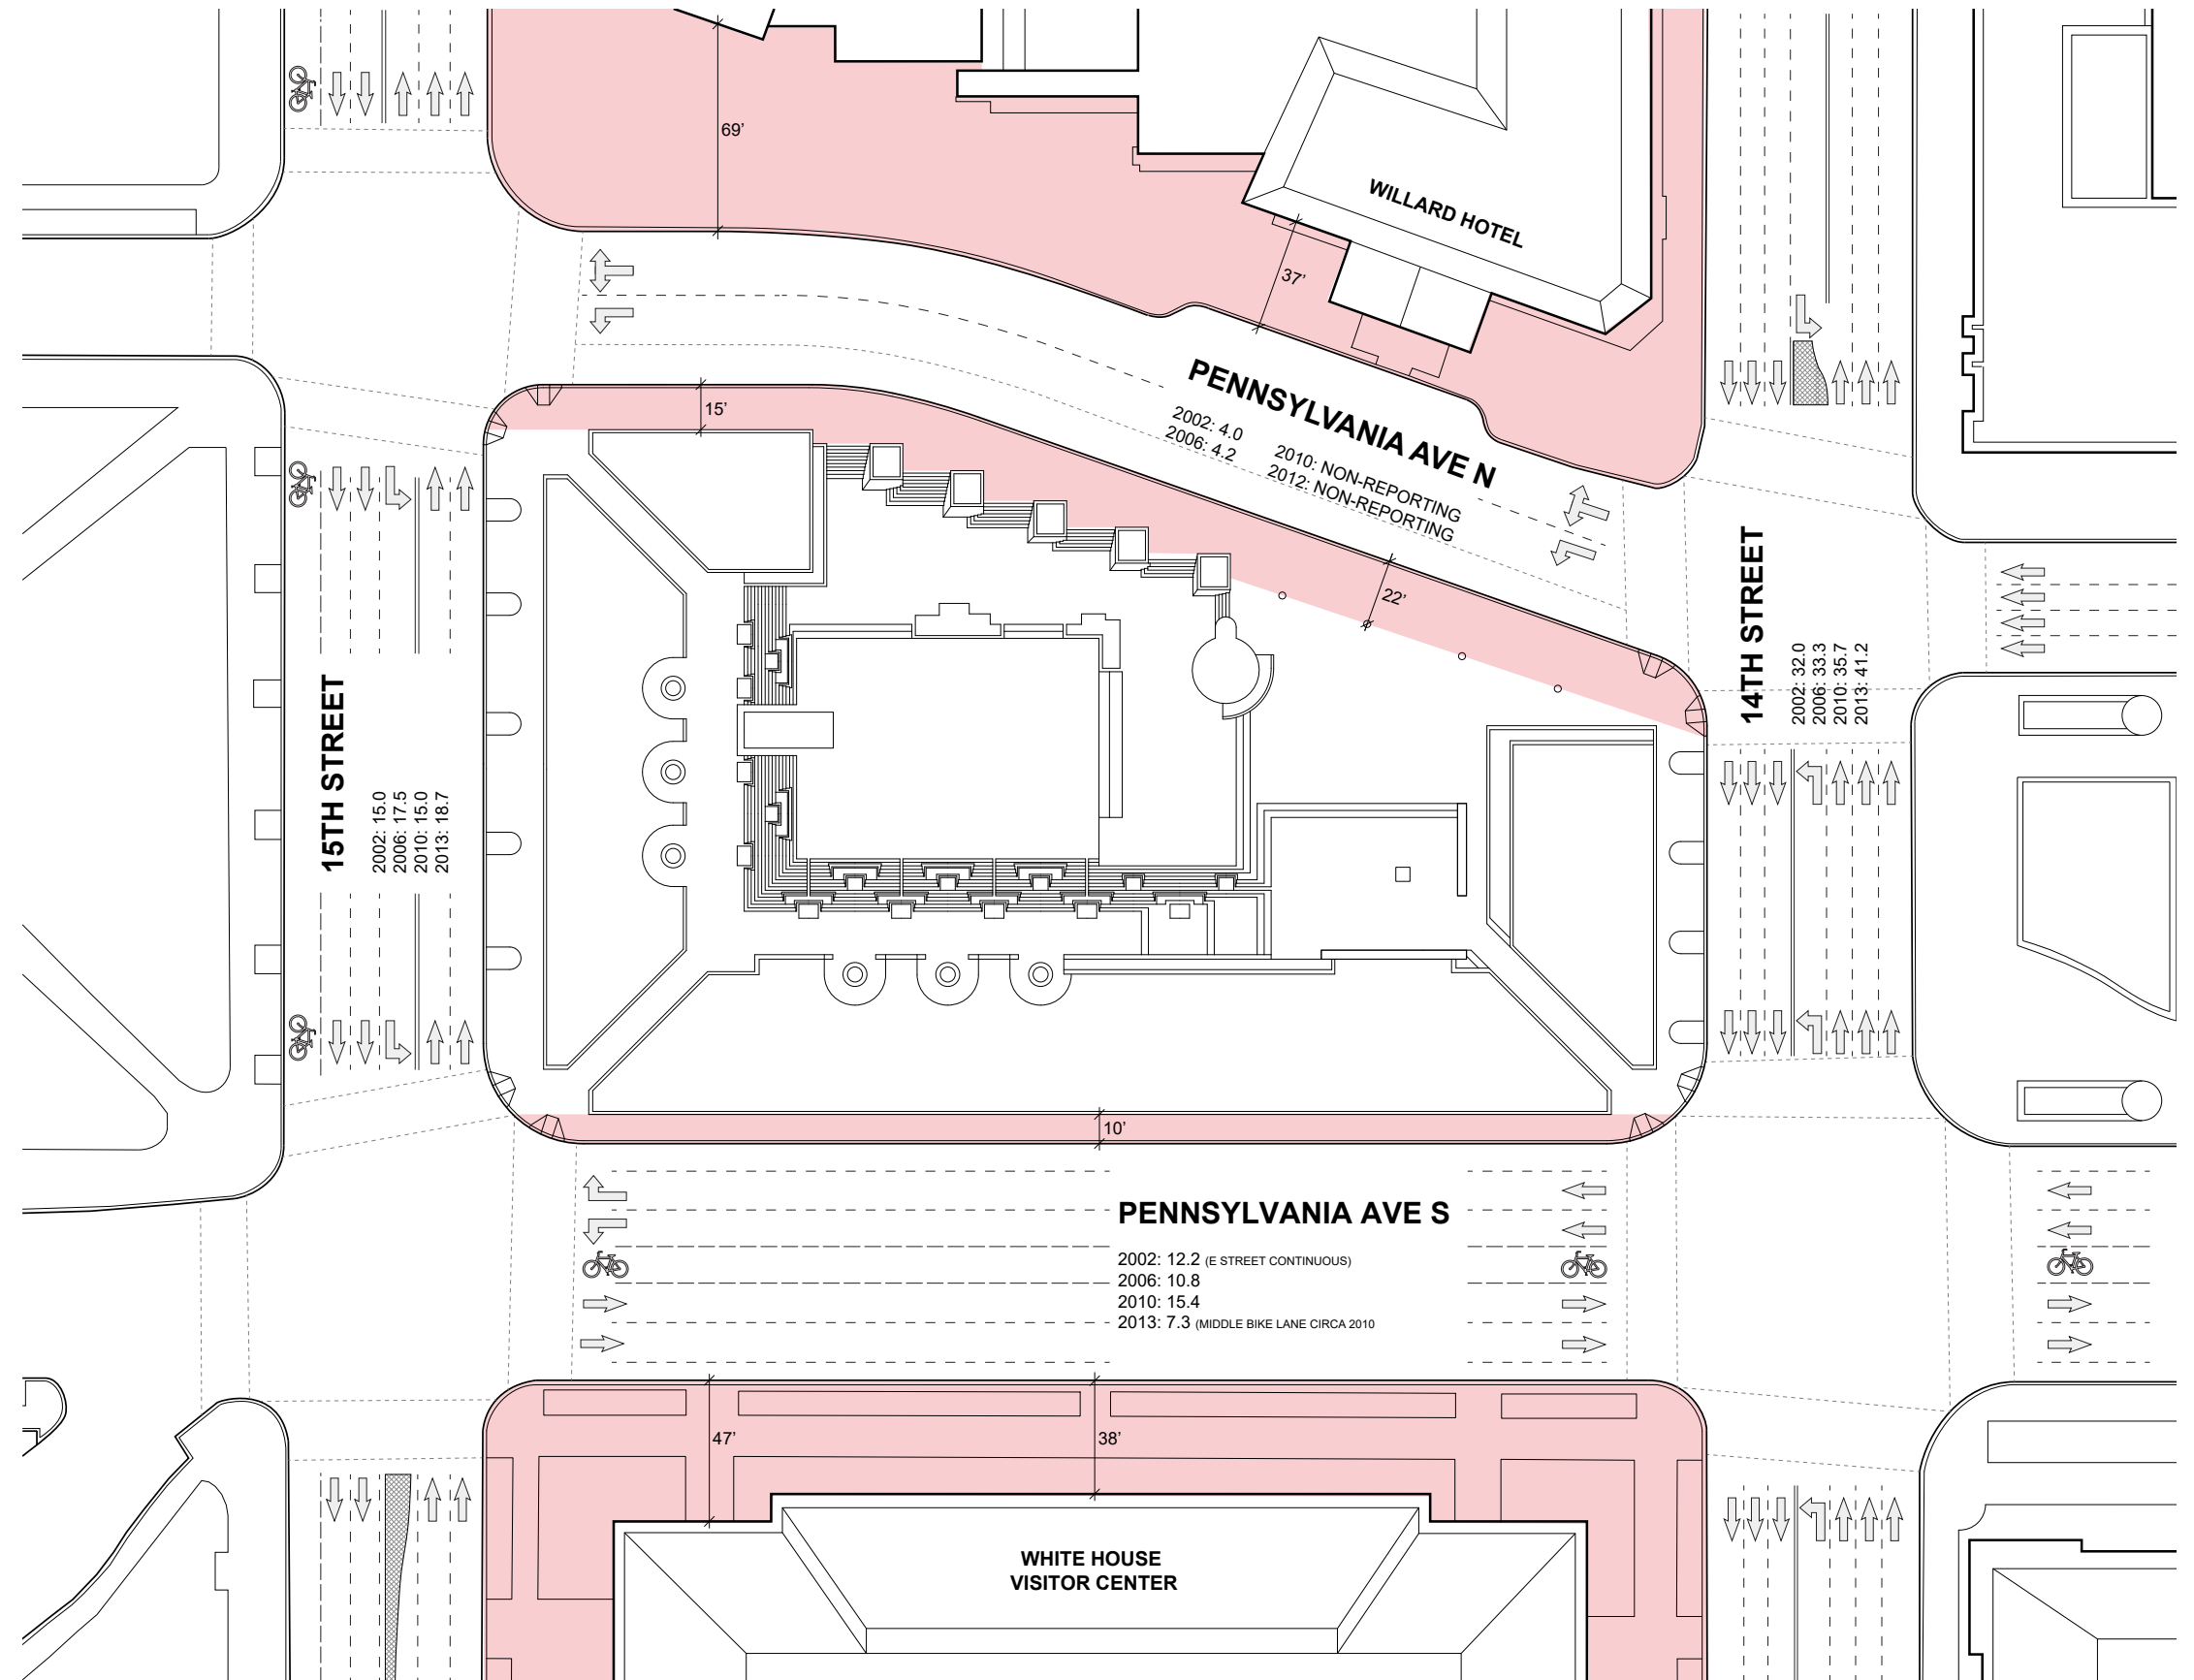 69’
WILLARD HOTEL
37’
PENNSYLVANIA AVE N
2002: 4.0
2006: 4.2
2010: NON-REPORTING
2012: NON-REPORTING
15’
22’
14TH STREET
2002: 32.0
2006: 33.3
2010: 35.7
2013: 41.2
15TH STREET
2002: 15.0
2006: 17.5
2010: 15.0
2013: 18.7
10’
PENNSYLVANIA AVE S
2002: 12.2 (E STREET CONTINUOUS)
2006: 10.8
2010: 15.4
2013: 7.3 (MIDDLE BIKE LANE CIRCA 2010
47’
38’
WHITE HOUSE
VISITOR CENTER